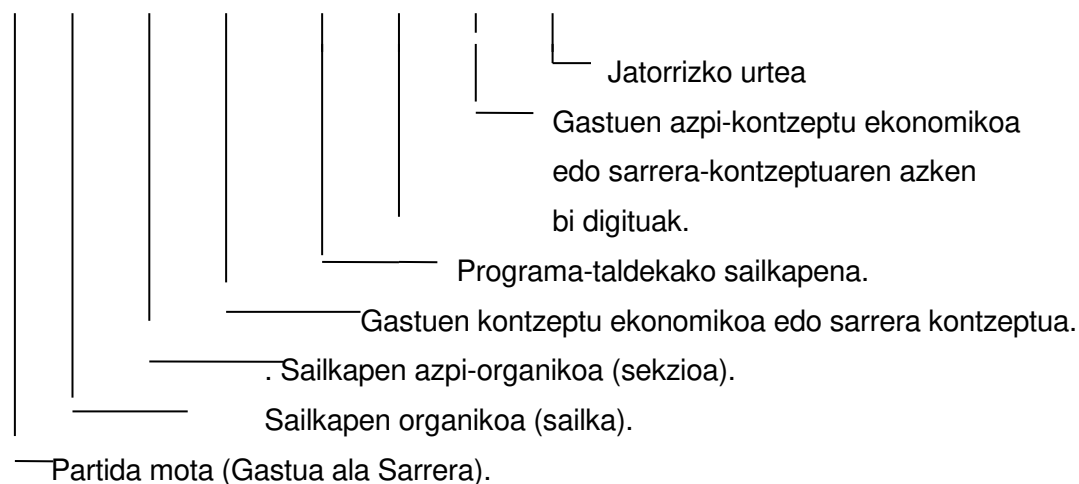 Jatorrizko urtea
Gastuen azpi-kontzeptu ekonomikoa
edo sarrera-kontzeptuaren azken
bi digituak.
Programa-taldekako sailkapena.
Gastuen kontzeptu ekonomikoa edo sarrera kontzeptua.
. Sailkapen azpi-organikoa (sekzioa).
Sailkapen organikoa (sailka).
Partida mota (Gastua ala Sarrera).